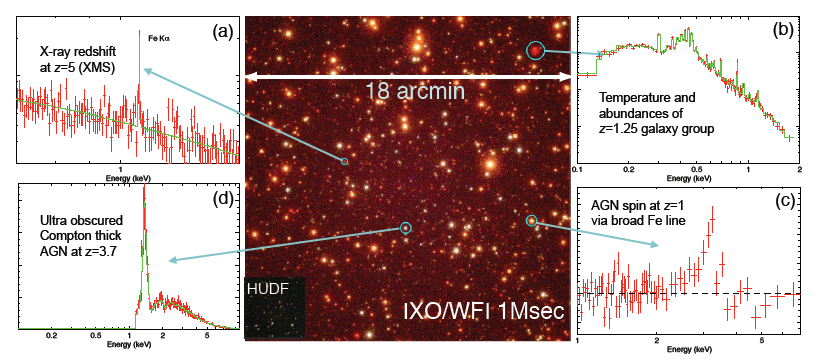 (a)
Fe Kα
X-ray redshift
at z=5 (XMS)
1
Energy (keV)
18 arcmin
HUDF
IXO/WFI 1Msec
(b)
Temperature and
abundances of
z=1.25 galaxy group
0.1 0.2 0.5 1 2
Energy (keV)
(d)
Ultra obscured
Compton thick
AGN at z=3.7
0.2 0.5 1 2 5
Energy (keV)
(c)
AGN spin at z=1
via broad Fe line
1 2 5
Energy (keV)